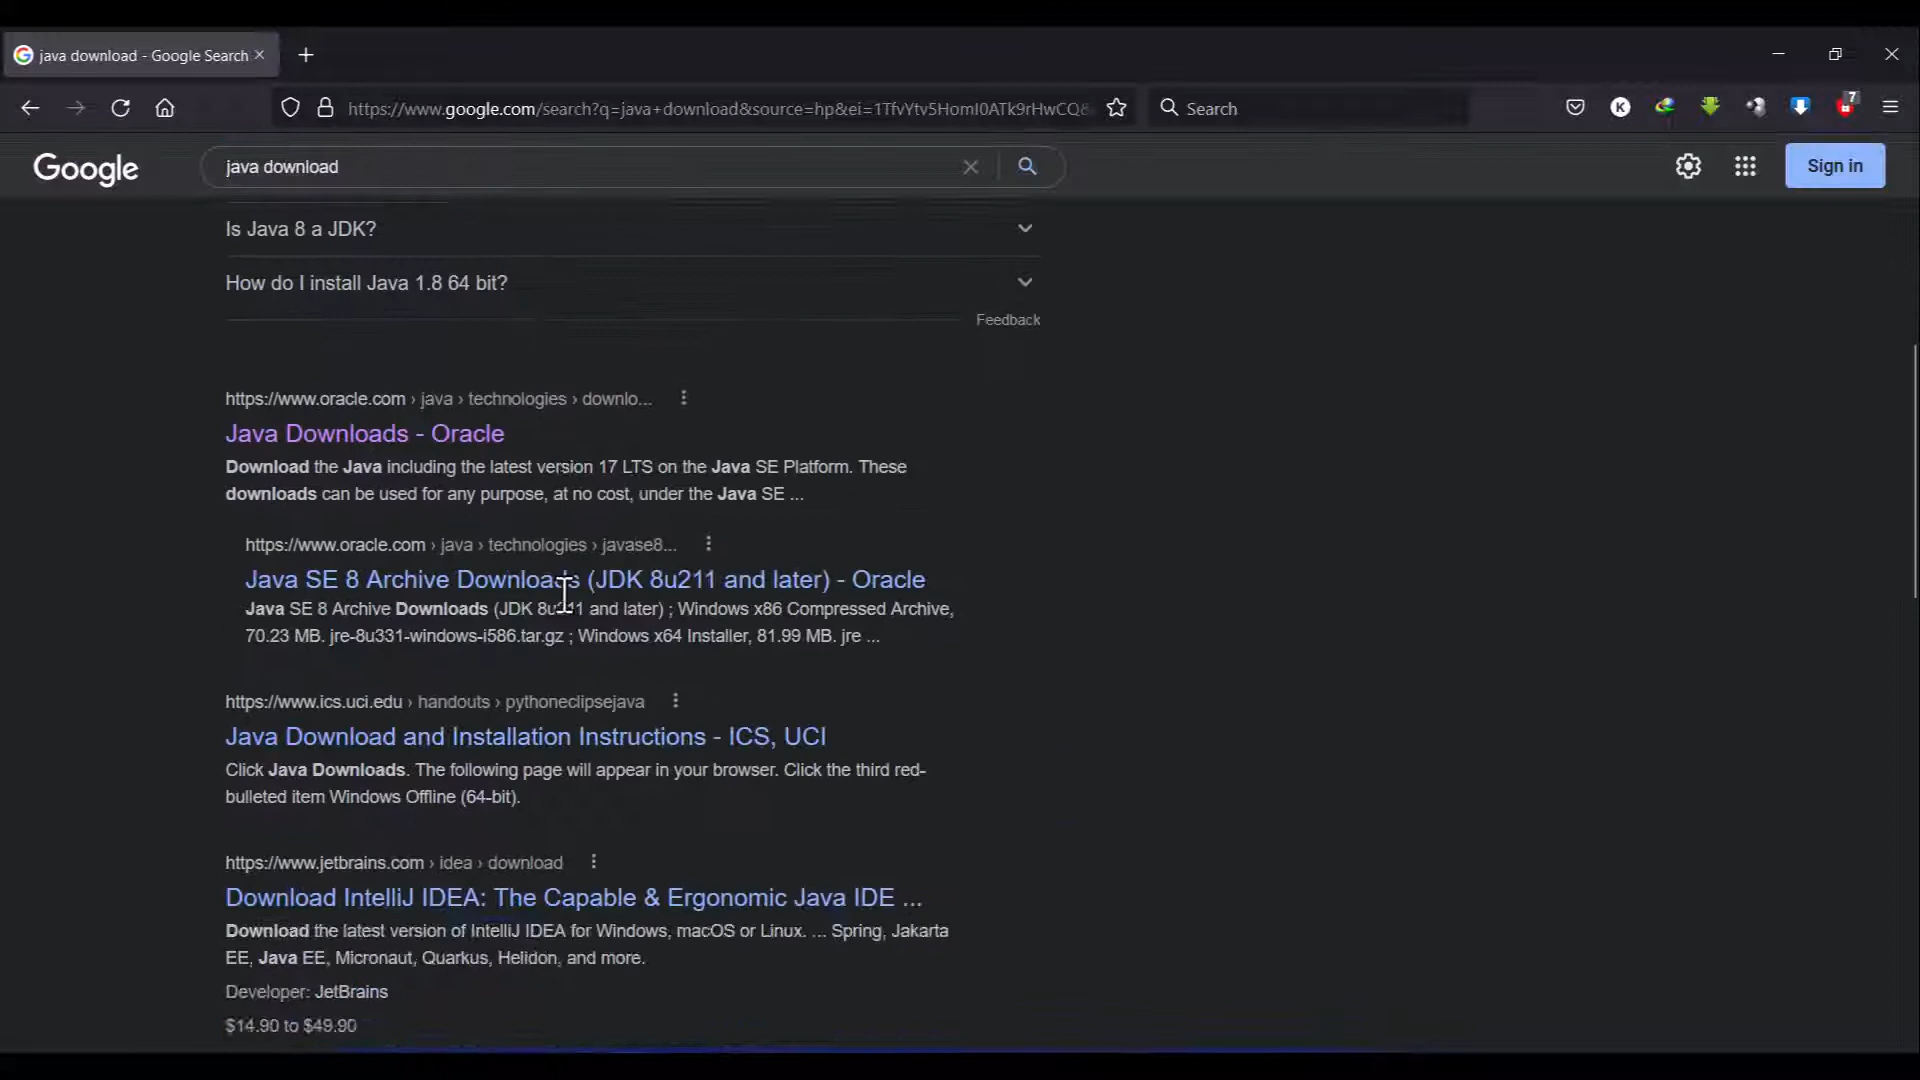 java download - Google Search
https://www.google.com/search?q=java+download&source=hp&ei=1TfvYtv5HomI0ATk9rHwCQ&
Search
K
7
Google
java download
Sign in
Is Java 8 a JDK?
How do I install Java 1.8 64 bit?
Feedback
https://www.oracle.com › java › technologies › downlo...
Java Downloads - Oracle
Download the Java including the latest version 17 LTS on the Java SE Platform. These
downloads can be used for any purpose, at no cost, under the Java SE ...
https://www.oracle.com › java › technologies › javase8...
Java SE 8 Archive Downloads (JDK 8u211 and later) - Oracle
Java SE 8 Archive Downloads (JDK 8u211 and later) ; Windows x86 Compressed Archive,
70.23 MB. jre-8u331-windows-i586.tar.gz ; Windows x64 Installer, 81.99 MB. jre ...
https://www.ics.uci.edu › handouts › pythoneclipsejava
Java Download and Installation Instructions - ICS, UCI
Click Java Downloads. The following page will appear in your browser. Click the third red-
bulleted item Windows Offline (64-bit).
https://www.jetbrains.com › idea › download
Download IntelliJ IDEA: The Capable & Ergonomic Java IDE ...
Download the latest version of IntelliJ IDEA for Windows, macOS or Linux. ... Spring, Jakarta
EE, Java EE, Micronaut, Quarkus, Helidon, and more.
Developer: JetBrains
$14.90 to $49.90